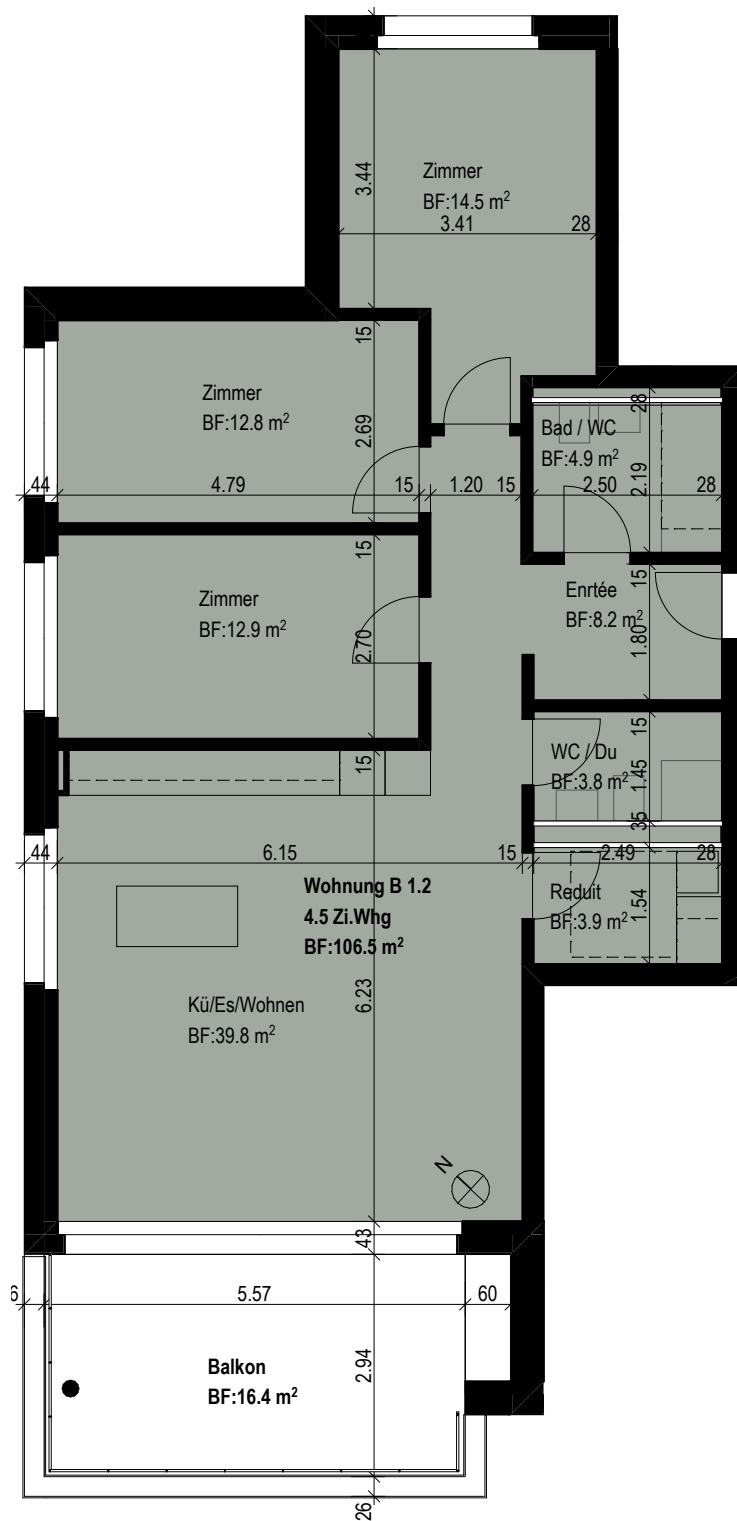 3.44
Zimmer
BF:14.5 m²
3.41
28
15
Zimmer
BF:12.8 m²
2.69
28
Bad / WC
BF:4.9 m²
2.19
44
4.79
15
1.20
15
2.50
28
15
Zimmer
BF:12.9 m²
2.70
15
Enrtée
BF:8.2 m²
1.80
15
15
WC / Du
BF:3.8 m²
1.45
35
44
6.15
15
2.49
28
Wohnung B 1.2
4.5 Zi.Whg
BF:106.5 m²
Reduit
BF:3.9 m²
1.54
6.23
Kü/Es/Wohnen
BF:39.8 m²
N
43
6
5.57
60
2.94
Balkon
BF:16.4 m²
26